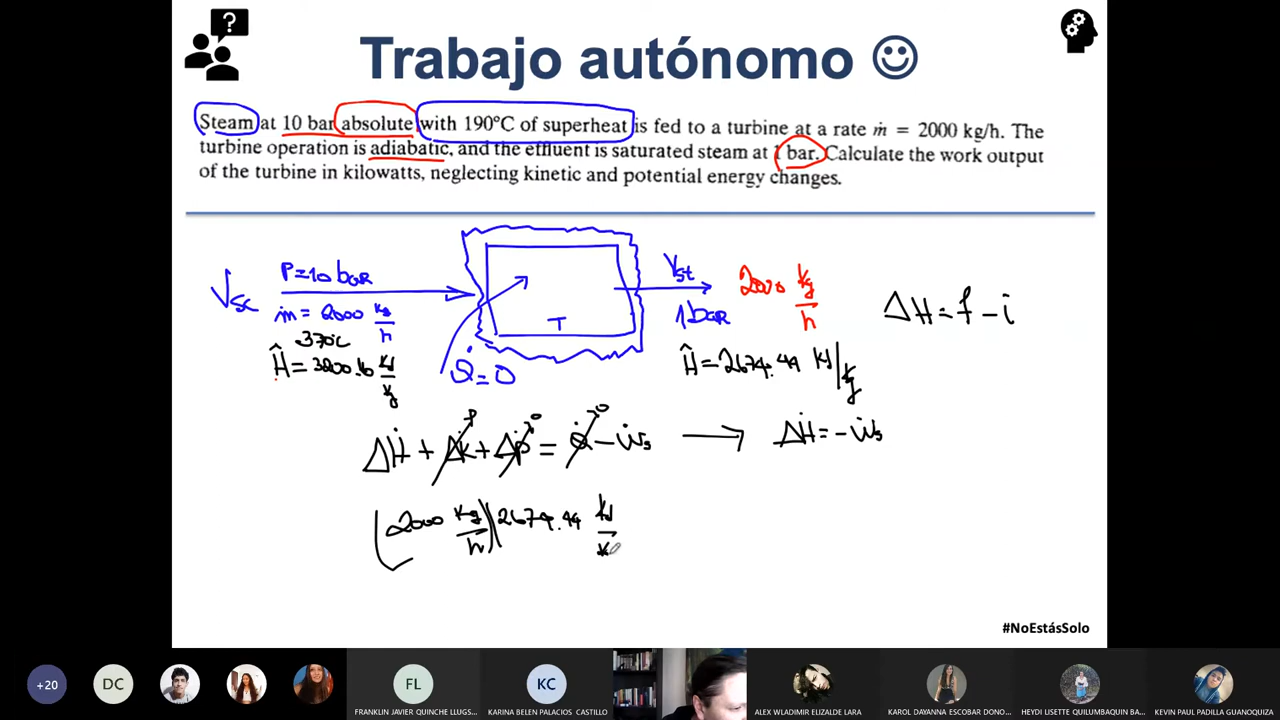 Trabajo autónomo
Steam at 10 bar absolute with 190°C of superheat is fed to a turbine at a rate ṁ = 2000 kg/h. The
turbine operation is adiabatic, and the effluent is saturated steam at 1 bar. Calculate the work output
of the turbine in kilowatts, neglecting kinetic and potential energy changes.
P=10 bar
Vsc
ṁ = 2000 kg/h
370°C
Ĥ=3200.16 kJ/kg
T
Q̇=0
Vst
1 bar
2000 kg/h
Ĥ=2674.44 kJ/kg
ΔH=f-i
ΔḢ + Δk + Δp = Q̇ - Ẇs → ΔḢ=-Ẇs
(2000 kg/h)(2674.44 kJ/
#NoEstásSolo
+20 DC FL KC
FRANKLIN JAVIER QUINCHE LLUGS... KARINA BELEN PALACIOS CASTILLO ALEX WLADIMIR ELIZALDE LARA KAROL DAYANNA ESCOBAR DONO... HEYDI LISETTE QUILUMBAQUIN BA... KEVIN PAUL PADILLA GUANOQUIZA